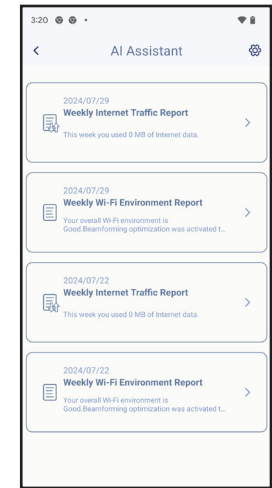 3:20
AI Assistant
2024/07/29
Weekly Internet Traffic Report
This week you used 0 MB of Internet data.
2024/07/29
Weekly Wi-Fi Environment Report
Your overall Wi-Fi environment is
Good.Beamforming optimization was activated t...
2024/07/22
Weekly Internet Traffic Report
This week you used 0 MB of Internet data.
2024/07/22
Weekly Wi-Fi Environment Report
Your overall Wi-Fi environment is
Good.Beamforming optimization was activated t...